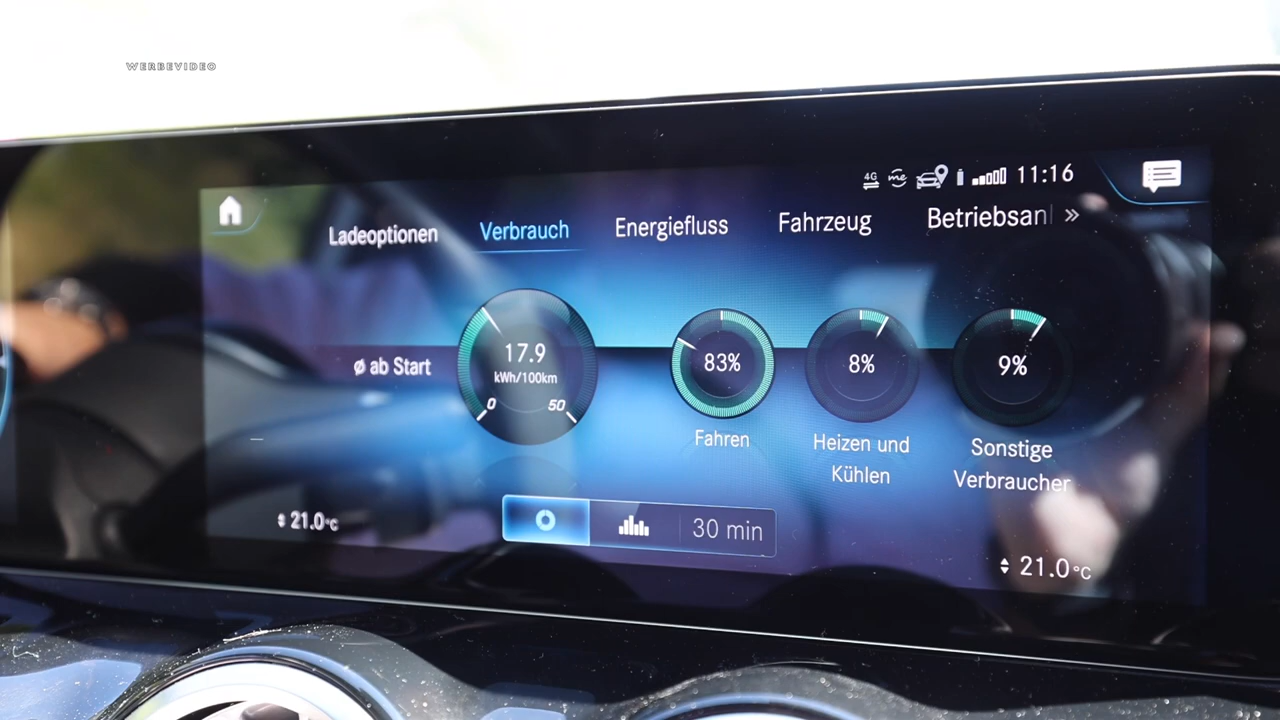 WERBEVIDEO
4G me 11:16
Ladeoptionen Verbrauch Energiefluss Fahrzeug Betriebsan
ø ab Start
17.9
kWh/100km
0 50
83%
Fahren
8%
Heizen und
Kühlen
9%
Sonstige
Verbraucher
21.0°C
30 min
21.0°C